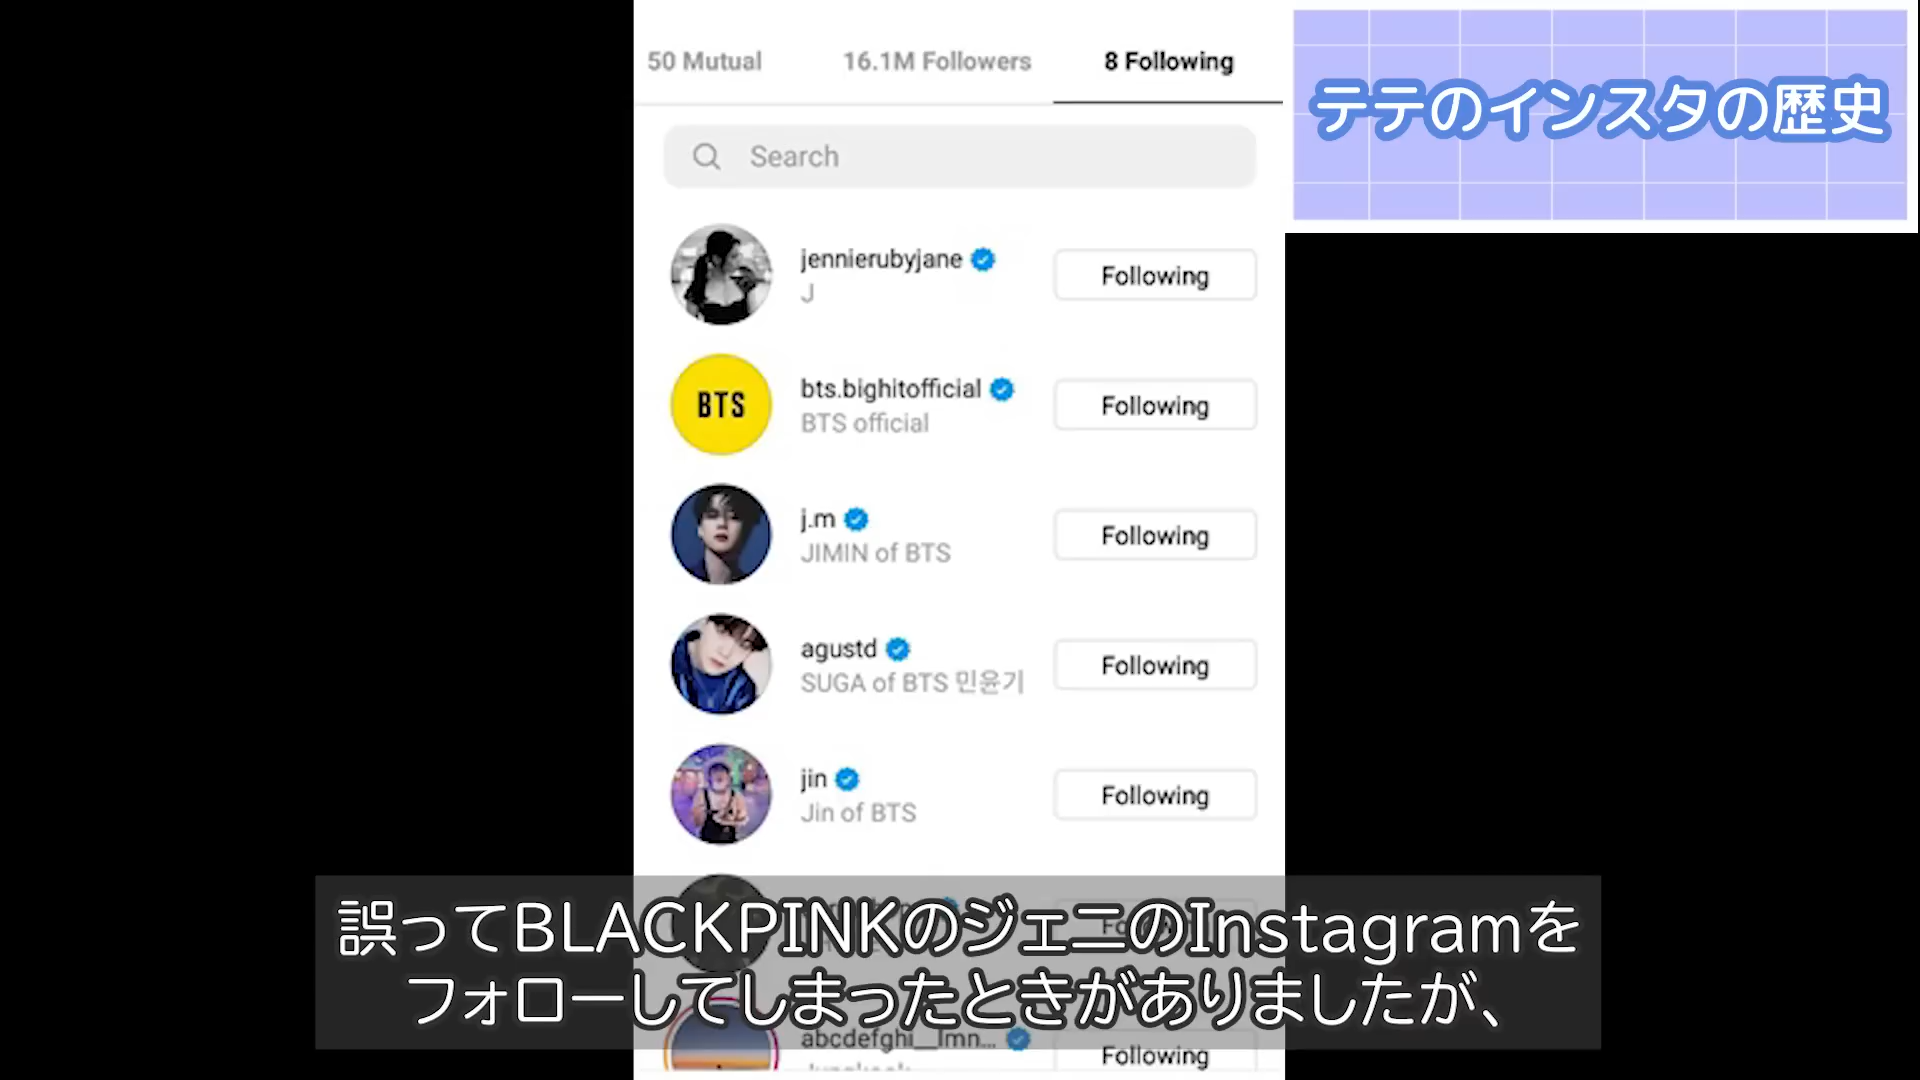 50 Mutual
16.1M Followers
8 Following
テテのインスタの歴史
Search
jennierubyjane
J
Following
BTS
bts.bighitofficial
BTS official
Following
j.m
JIMIN of BTS
Following
agustd
SUGA of BTS 민윤기
Following
jin
Jin of BTS
Following
誤ってBLACKPINKのジェニのInstagramを
フォローしてしまったときがありましたが、
abcdefghi__lmn...
Following